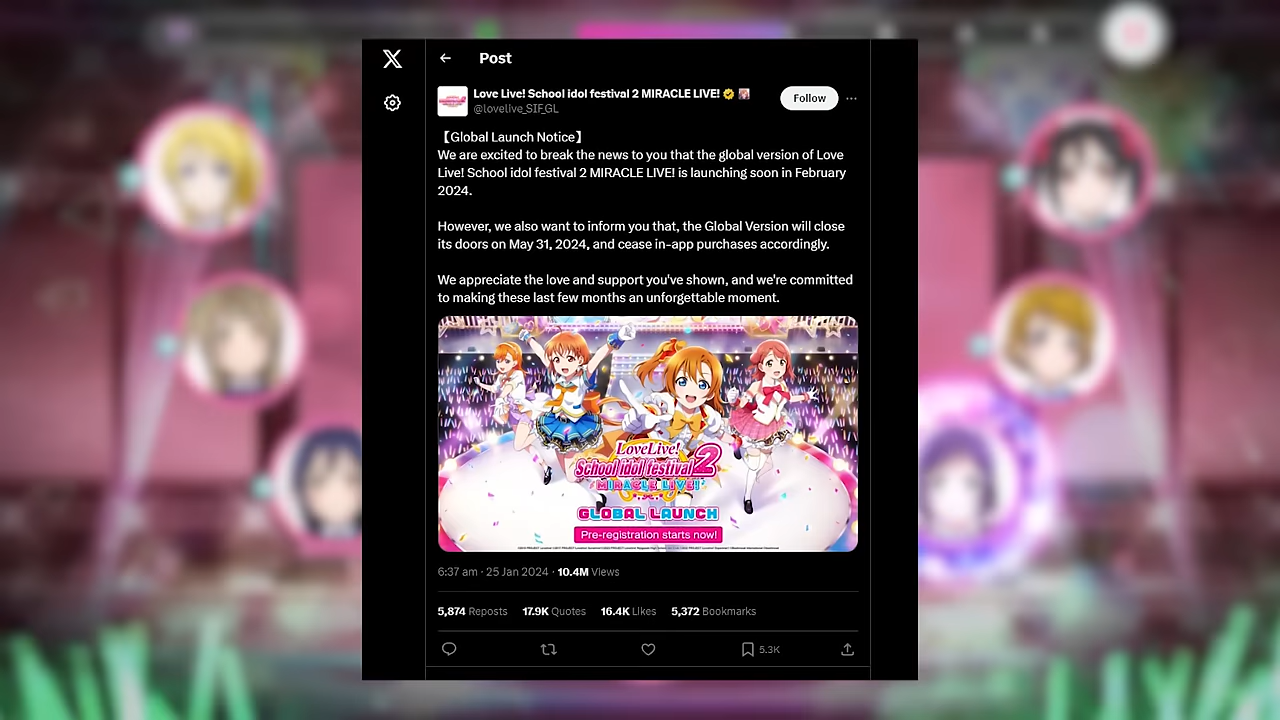 Post
Love Live! School idol festival 2 MIRACLE LIVE!
@lovelive_SIF_GL
Follow
【Global Launch Notice】
We are excited to break the news to you that the global version of Love
Live! School idol festival 2 MIRACLE LIVE! is launching soon in February
2024.
However, we also want to inform you that, the Global Version will close
its doors on May 31, 2024, and cease in-app purchases accordingly.
We appreciate the love and support you've shown, and we're committed
to making these last few months an unforgettable moment.
LoveLive!
School idol festival 2
MIRACLE LIVE!
GLOBAL LAUNCH
Pre-registration starts now!
6:37 am · 25 Jan 2024 · 10.4M Views
5,874 Reposts 17.9K Quotes 16.4K Likes 5,372 Bookmarks
5.3K